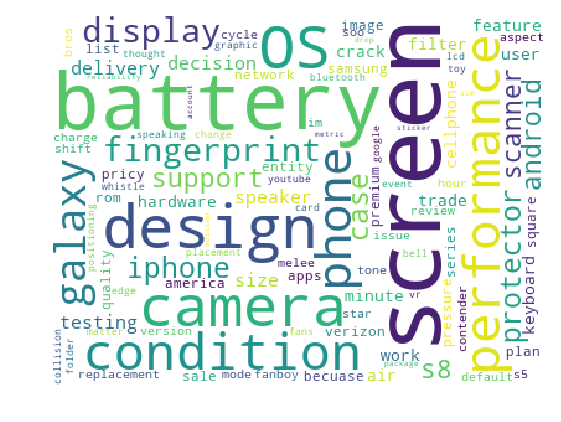 display
cycle
bros
soo
image
drop
feature
list
thought
graphic
os
crack
filter
aspect
delivery
decision
samsung
lcd
user
reliability
network
bluetooth
toy
battery
screen
performance
scanner
android
account
charge
speaking
change
im
metric
sticker
cellphone
shift
fingerprint
google
premium
pricy
support
entity
youtube
case
event
hour
whistle
galaxy
rom
hardware
speaker
card
phone
trade
review
protector
square
keyboard
positioning
design
placement
issue
bell
series
iphone
melee
tone
america
size
apps
vr
pressure
contender
quality
edge
camera
minute
star
testing
matter
version
fans
verizon
condition
work
plan
collision
folder
package
s8
replacement
sale
mode
fanboy
becuase
air
default
s5